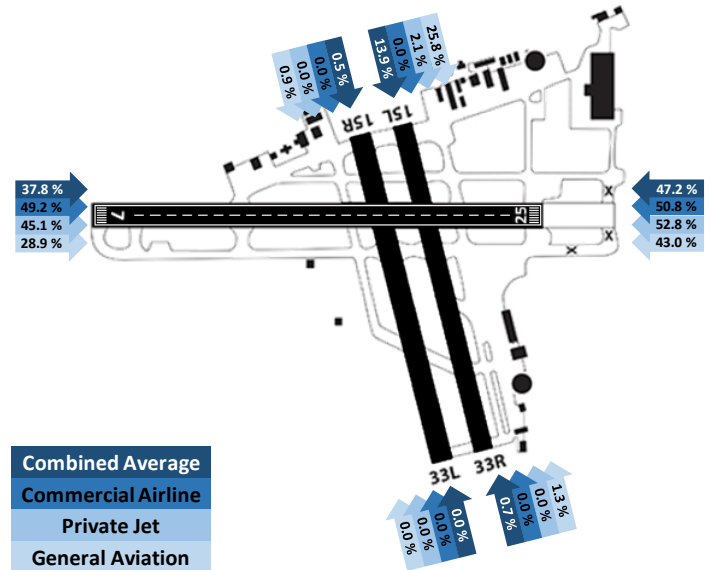 0.9 %
0.0 %
0.0 %
0.5 %
13.9 %
0.0 %
2.1 %
25.8 %
15R
15L
37.8 %
49.2 %
45.1 %
28.9 %
7
25
47.2 %
50.8 %
52.8 %
43.0 %
X
X
X
33L
33R
0.0 %
0.0 %
0.0 %
0.0 %
0.7 %
0.0 %
0.0 %
1.3 %
Combined Average
Commercial Airline
Private Jet
General Aviation